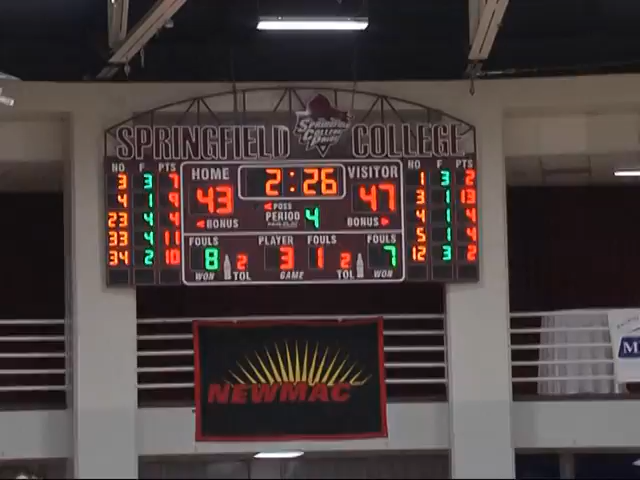 SPRINGFIELD
SPRINGFIELD
COLLEGE
PRIDE
COLLEGE
NO F PTS
3 3 7
4 1 9
23 4 4
33 4 11
34 2 10
HOME 2:26 VISITOR
43 47
◄POSS
PERIOD 4
◄BONUS BONUS►
FOULS PLAYER FOULS FOULS
8 2 3 1 2 7
WON TOL GAME TOL WON
NO F PTS
1 3 2
3 1 13
4 1 4
5 1 4
12 3 2
NEWMAC
M